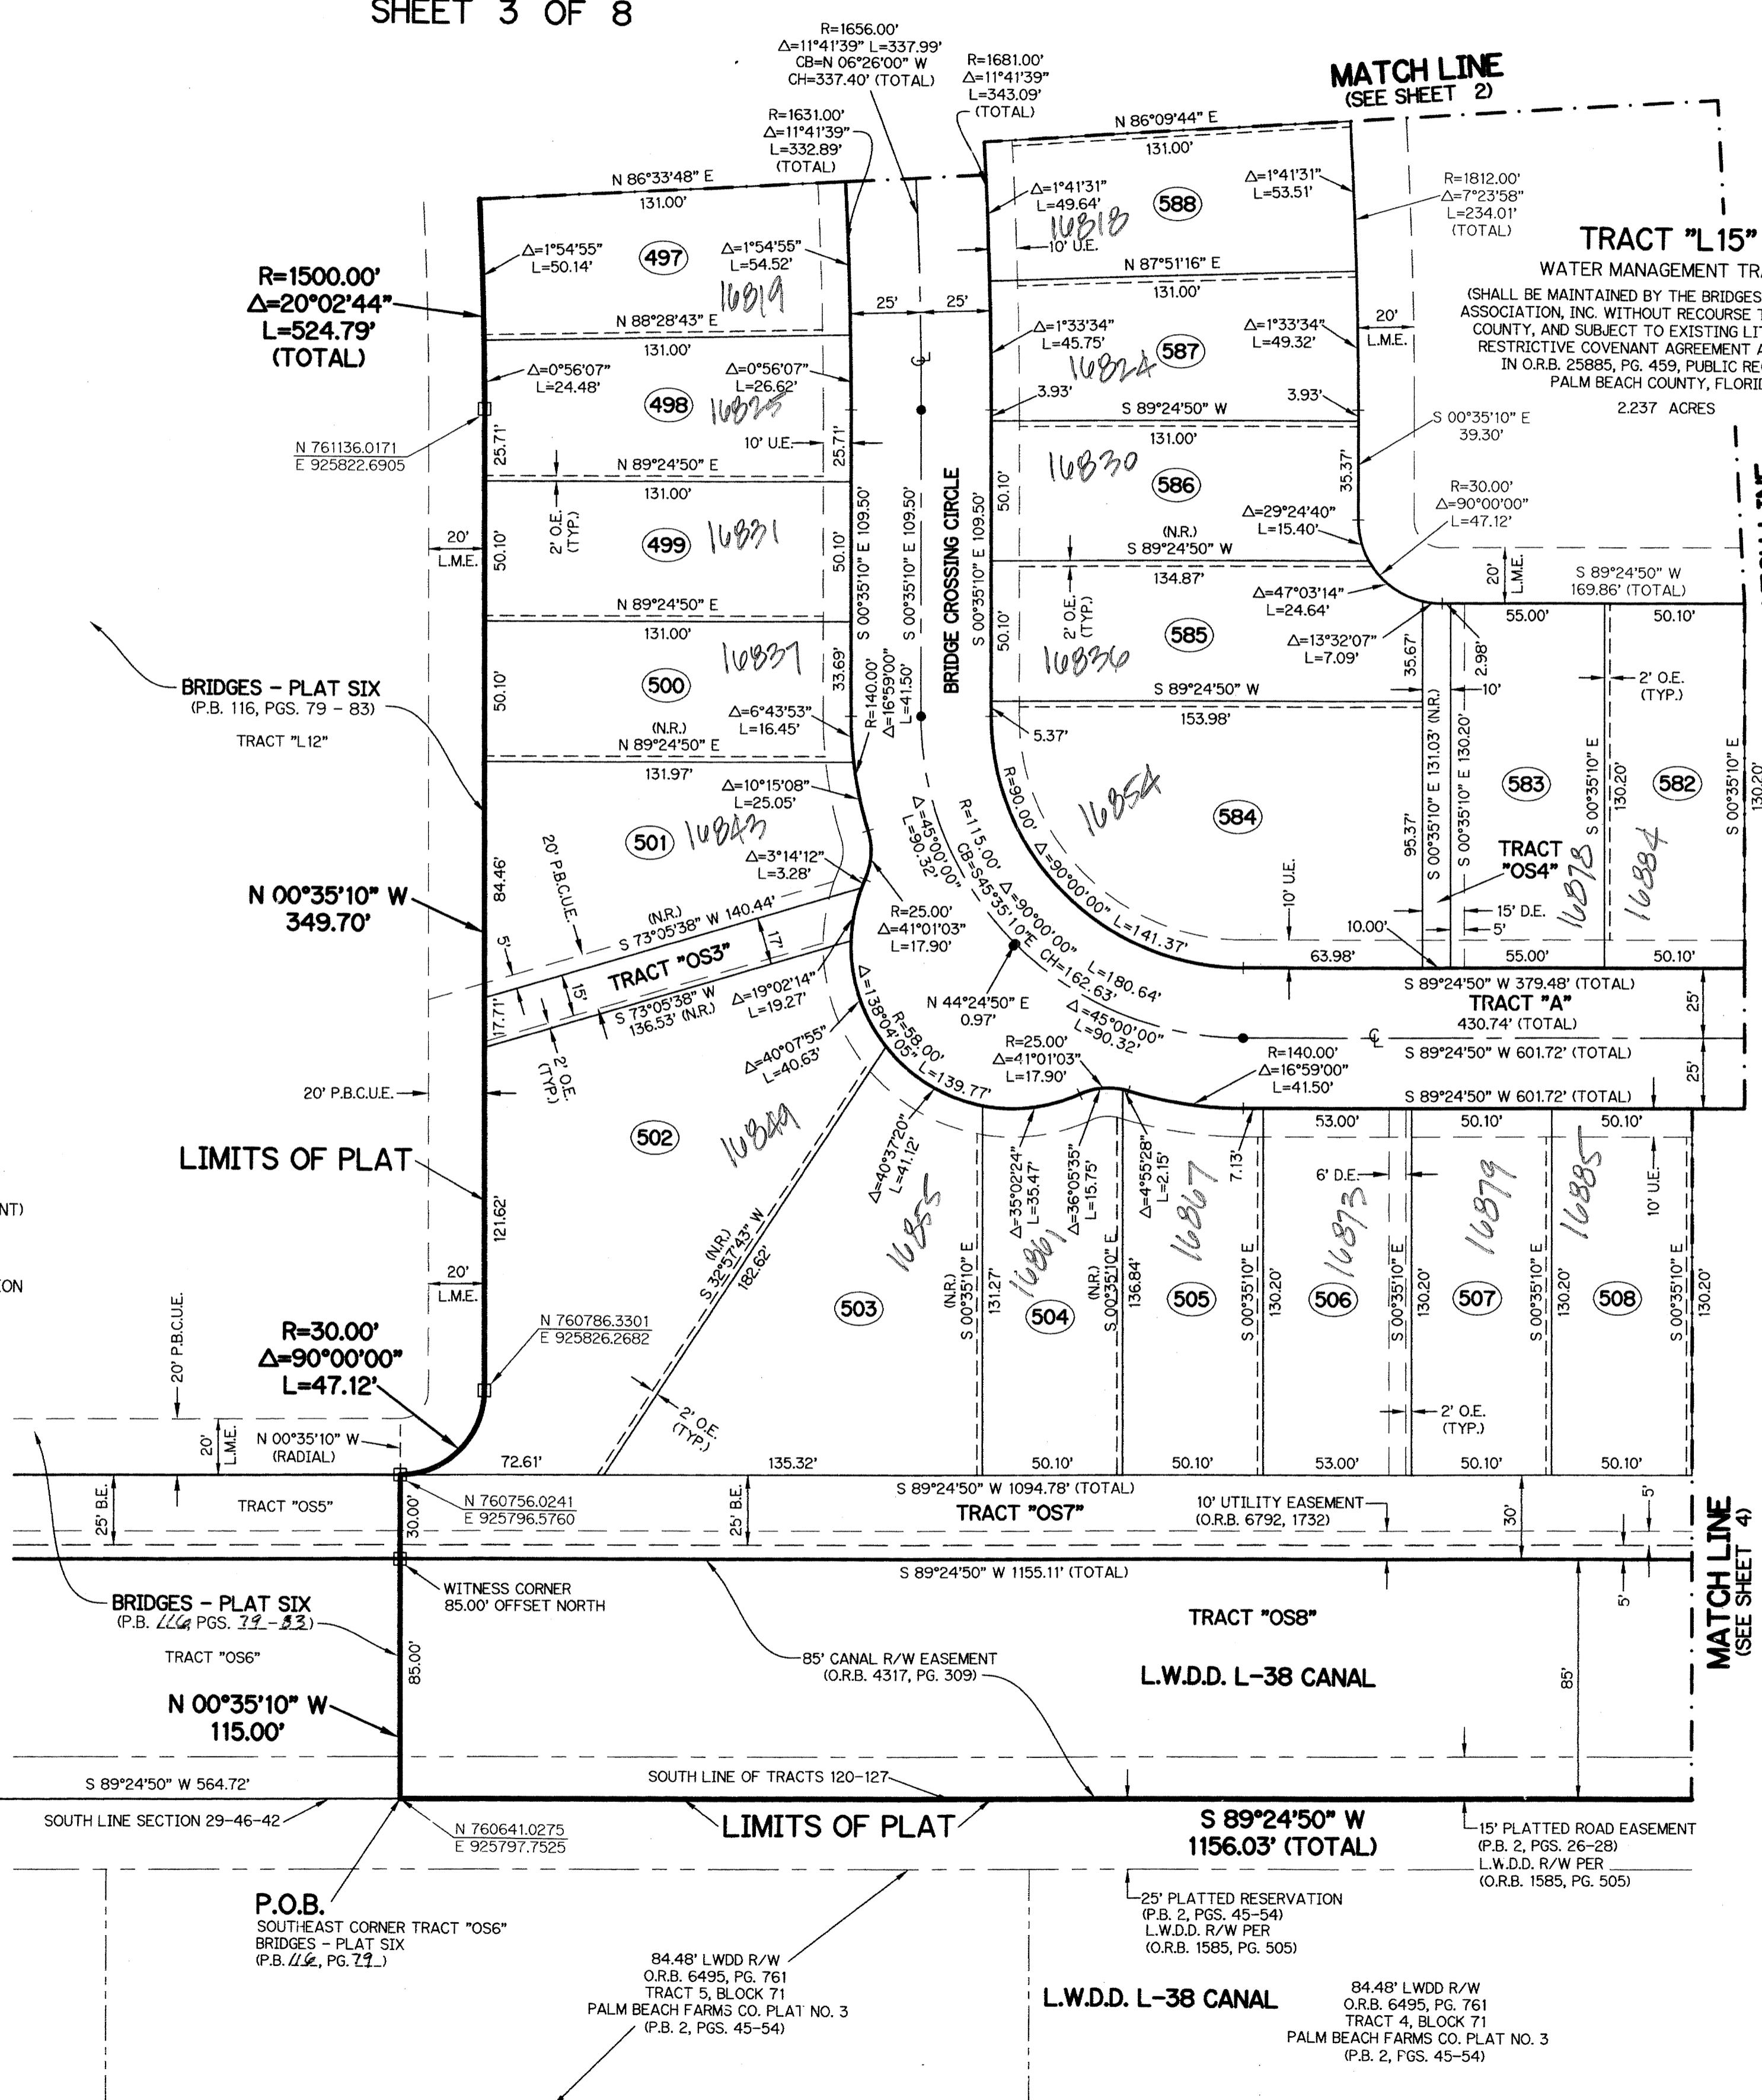 SHEET 3 OF 8
R=1656.00'
Δ=11°41'39" L=337.99'
CB=N 06°26'00" W
CH=337.40' (TOTAL)
R=1681.00'
Δ=11°41'39"
L=343.09'
(TOTAL)
R=1631.00'
Δ=11°41'39"
L=332.89'
(TOTAL)
MATCH LINE
(SEE SHEET 2)
N 86°09'44" E
131.00'
N 86°33'48" E
131.00'
Δ=1°41'31"
L=49.64'
588
16818
Δ=1°41'31"
L=53.51'
10' U.E.
N 87°51'16" E
131.00'
R=1812.00'
Δ=7°23'58"
L=234.01'
(TOTAL)
TRACT "L15"
WATER MANAGEMENT TR
(SHALL BE MAINTAINED BY THE BRIDGES
ASSOCIATION, INC. WITHOUT RECOURSE T
COUNTY, AND SUBJECT TO EXISTING LI
RESTRICTIVE COVENANT AGREEMENT
IN O.R.B. 25885, PG. 459, PUBLIC RE
PALM BEACH COUNTY, FLORI
2.237 ACRES
R=1500.00'
Δ=20°02'44"
L=524.79'
(TOTAL)
Δ=1°54'55"
L=50.14'
497
16819
Δ=1°54'55"
L=54.52'
N 88°28'43" E
131.00'
25'
25'
Δ=1°33'34"
L=45.75'
587
16824
Δ=1°33'34"
L=49.32'
20'
L.M.E.
3.93'
3.93'
S 89°24'50" W
131.00'
Δ=0°56'07"
L=24.48'
498
16825
Δ=0°56'07"
L=26.62'
10' U.E.
25.71'
25.71'
N 761136.0171
E 925822.6905
N 89°24'50" E
131.00'
S 00°35'10" E
39.30'
16830
586
35.37'
R=30.00'
Δ=90°00'00"
L=47.12'
Δ=29°24'40"
L=15.40'
(N.R.)
S 89°24'50" W
134.87'
20'
L.M.E.
2' O.E.
(TYP.)
50.10'
499
16831
50.10'
N 89°24'50" E
131.00'
S 00°35'10" E 109.50'
S 00°35'10" E 109.50'
BRIDGE CROSSING CIRCLE
S 00°35'10" E 109.50'
50.10'
50.10'
2' O.E.
(TYP.)
Δ=47°03'14"
L=24.64'
585
16836
Δ=13°32'07"
L=7.09'
20'
L.M.E.
S 89°24'50" W
169.86' (TOTAL)
55.00'
50.10'
35.67'
2.98'
10'
2' O.E.
(TYP.)
S 89°24'50" W
153.98'
BRIDGES - PLAT SIX
(P.B. 116, PGS. 79 - 83)
TRACT "L12"
50.10'
500
16837
33.69'
R=140.00'
Δ=16°59'00"
L=41.50'
Δ=6°43'53"
L=16.45'
(N.R.)
N 89°24'50" E
131.97'
5.37'
Δ=10°15'08"
L=25.05'
501
16843
Δ=3°14'12"
L=3.28'
16854
584
95.37'
S 00°35'10" E 131.03' (N.R.)
S 00°35'10" E 130.20'
583
582
TRACT
"OS4"
16878
16884
S 00°35'10" E
130.20'
S 00°35'10" E
130.20'
20' P.B.C.U.E.
84.46'
N 00°35'10" W
349.70'
(N.R.)
S 73°05'38" W 140.44'
5'
17'
TRACT "OS3"
15'
17.71'
S 73°05'38" W
136.53' (N.R.)
Δ=19°02'14"
L=19.27'
R=25.00'
Δ=41°01'03"
L=17.90'
Δ=45°00'00"
L=90.32'
R=115.00' Δ=90°00'00" L=180.64'
CB=S45°35'10"E CH=162.63'
R=90.00' Δ=90°00'00" L=141.37'
10' U.E.
15' D.E.
10.00'
5'
63.98'
55.00'
50.10'
S 89°24'50" W 379.48' (TOTAL)
TRACT "A"
430.74' (TOTAL)
25'
S 89°24'50" W 601.72' (TOTAL)
25'
S 89°24'50" W 601.72' (TOTAL)
N 44°24'50" E
0.97'
Δ=45°00'00"
L=90.32'
R=25.00'
Δ=41°01'03"
L=17.90'
R=140.00'
Δ=16°59'00"
L=41.50'
R=58.00'
Δ=138°04'05" L=139.77'
Δ=40°07'55"
L=40.63'
2' O.E.
(TYP.)
20' P.B.C.U.E.
502
16849
LIMITS OF PLAT
121.62'
20'
L.M.E.
NT)
ION
Δ=40°37'20"
L=41.12'
16855
Δ=35°02'24"
L=35.47'
Δ=36°05'35"
L=15.75'
Δ=4°55'28"
L=2.15'
7.13'
53.00'
50.10'
50.10'
6' D.E.
10' U.E.
16861
16867
16873
16879
16885
(N.R.)
S 32°57'43" W
182.62'
503
(N.R.)
S 00°35'10" E
131.27'
504
(N.R.)
S 00°35'10" E
136.84'
505
S 00°35'10" E
130.20'
506
S 00°35'10" E
130.20'
507
S 00°35'10" E
130.20'
508
S 00°35'10" E
130.20'
N 760786.3301
E 925826.2682
20' P.B.C.U.E.
R=30.00'
Δ=90°00'00"
L=47.12'
2' O.E.
(TYP.)
2' O.E.
(TYP.)
20'
L.M.E.
N 00°35'10" W
(RADIAL)
72.61'
135.32'
50.10'
50.10'
53.00'
50.10'
50.10'
S 89°24'50" W 1094.78' (TOTAL)
25' B.E.
TRACT "OS5"
30.00'
N 760756.0241
E 925796.5760
25' B.E.
TRACT "OS7"
10' UTILITY EASEMENT
(O.R.B. 6792, 1732)
30'
5'
S 89°24'50" W 1155.11' (TOTAL)
5'
MATCH LINE
(SEE SHEET 4)
WITNESS CORNER
85.00' OFFSET NORTH
BRIDGES - PLAT SIX
(P.B. 116, PGS. 79 - 83)
TRACT "OS6"
85.00'
TRACT "OS8"
85' CANAL R/W EASEMENT
(O.R.B. 4317, PG. 309)
L.W.D.D. L-38 CANAL
85'
N 00°35'10" W
115.00'
S 89°24'50" W 564.72'
SOUTH LINE OF TRACTS 120-127
SOUTH LINE SECTION 29-46-42
N 760641.0275
E 925797.7525
LIMITS OF PLAT
S 89°24'50" W
1156.03' (TOTAL)
15' PLATTED ROAD EASEMENT
(P.B. 2, PGS. 26-28)
L.W.D.D. R/W PER
(O.R.B. 1585, PG. 505)
P.O.B.
SOUTHEAST CORNER TRACT "OS6"
BRIDGES - PLAT SIX
(P.B. 116, PG. 79)
25' PLATTED RESERVATION
(P.B. 2, PGS. 45-54)
L.W.D.D. R/W PER
(O.R.B. 1585, PG. 505)
84.48' LWDD R/W
O.R.B. 6495, PG. 761
TRACT 5, BLOCK 71
PALM BEACH FARMS CO. PLAT NO. 3
(P.B. 2, PGS. 45-54)
L.W.D.D. L-38 CANAL
84.48' LWDD R/W
O.R.B. 6495, PG. 761
TRACT 4, BLOCK 71
PALM BEACH FARMS CO. PLAT NO. 3
(P.B. 2, PGS. 45-54)